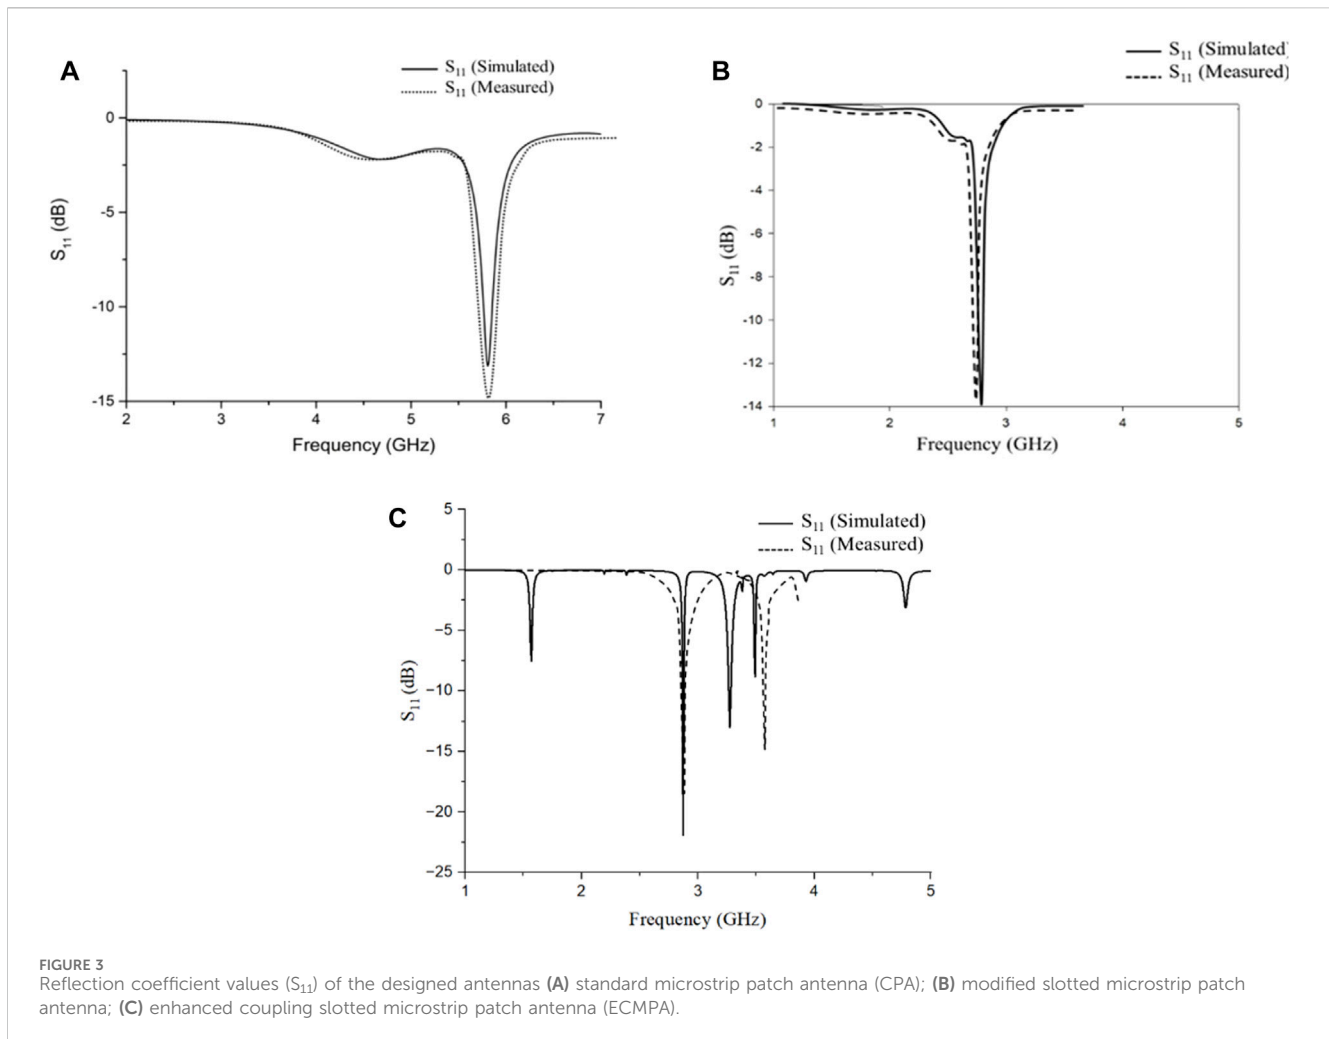 A
S11 (Simulated)
S11 (Measured)
0
-5
-10
-15
S11 (dB)
2 3 4 5 6 7
Frequency (GHz)
B
S11 (Simulated)
S11 (Measured)
0
-2
-4
-6
-8
-10
-12
-14
S11 (dB)
1 2 3 4 5
Frequency (GHz)
C
S11 (Simulated)
S11 (Measured)
5
0
−5
−10
−15
−20
−25
S11 (dB)
1 2 3 4 5
Frequency (GHz)
FIGURE 3
Reflection coefficient values (S11) of the designed antennas (A) standard microstrip patch antenna (CPA); (B) modified slotted microstrip patch
antenna; (C) enhanced coupling slotted microstrip patch antenna (ECMPA).